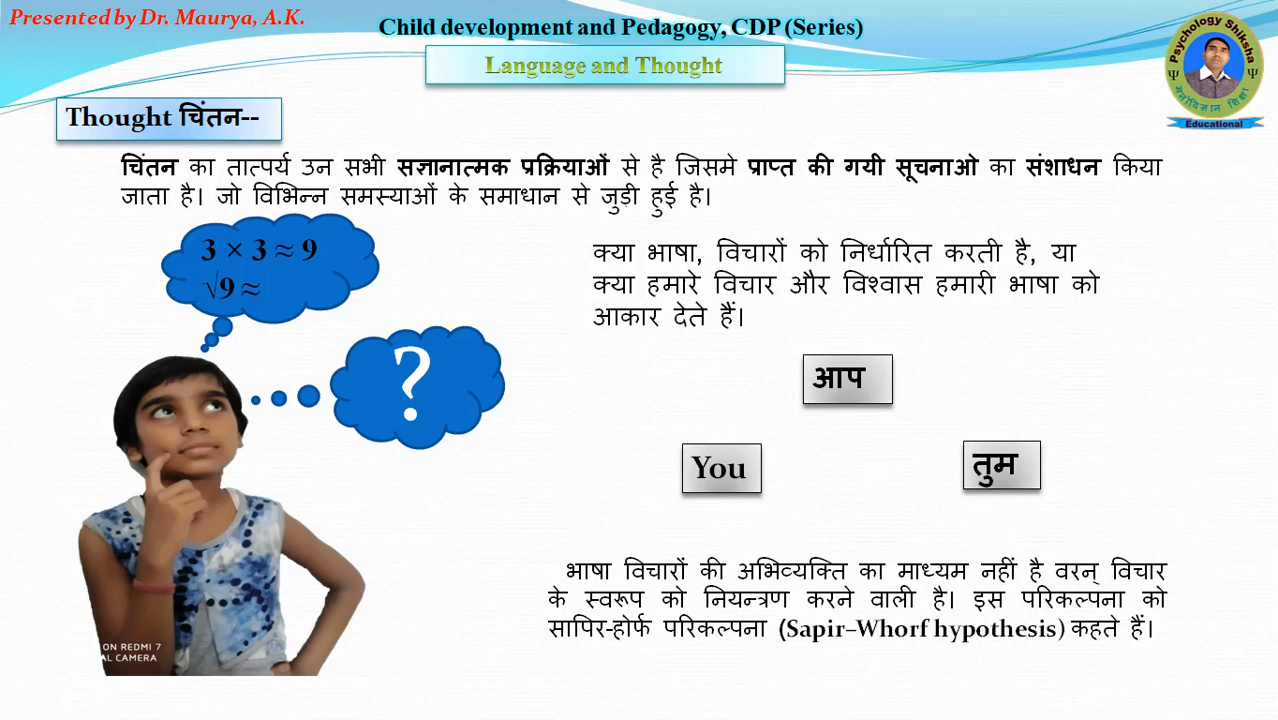 Presented by Dr. Maurya, A.K.
Child development and Pedagogy, CDP (Series)
Language and Thought
Psychology Shiksha
Ψ Ψ
मनोविज्ञान शिक्षा
Educational
Thought चिंतन--
चिंतन का तात्पर्य उन सभी सज्ञानात्मक प्रक्रियाओं से है जिसमे प्राप्त की गयी सूचनाओ का संशाधन किया
जाता है। जो विभिन्न समस्याओं के समाधान से जुड़ी हुई है।
3 × 3 ≈ 9
√9 ≈
क्या भाषा, विचारों को निर्धारित करती है, या
क्या हमारे विचार और विश्वास हमारी भाषा को
आकार देते हैं।
?
आप
You
तुम
भाषा विचारों की अभिव्यक्ति का माध्यम नहीं है वरन् विचार
के स्वरूप को नियन्त्रण करने वाली है। इस परिकल्पना को
सापिर-होर्फ परिकल्पना (Sapir–Whorf hypothesis) कहते हैं।
ON REDMI 7
AL CAMERA